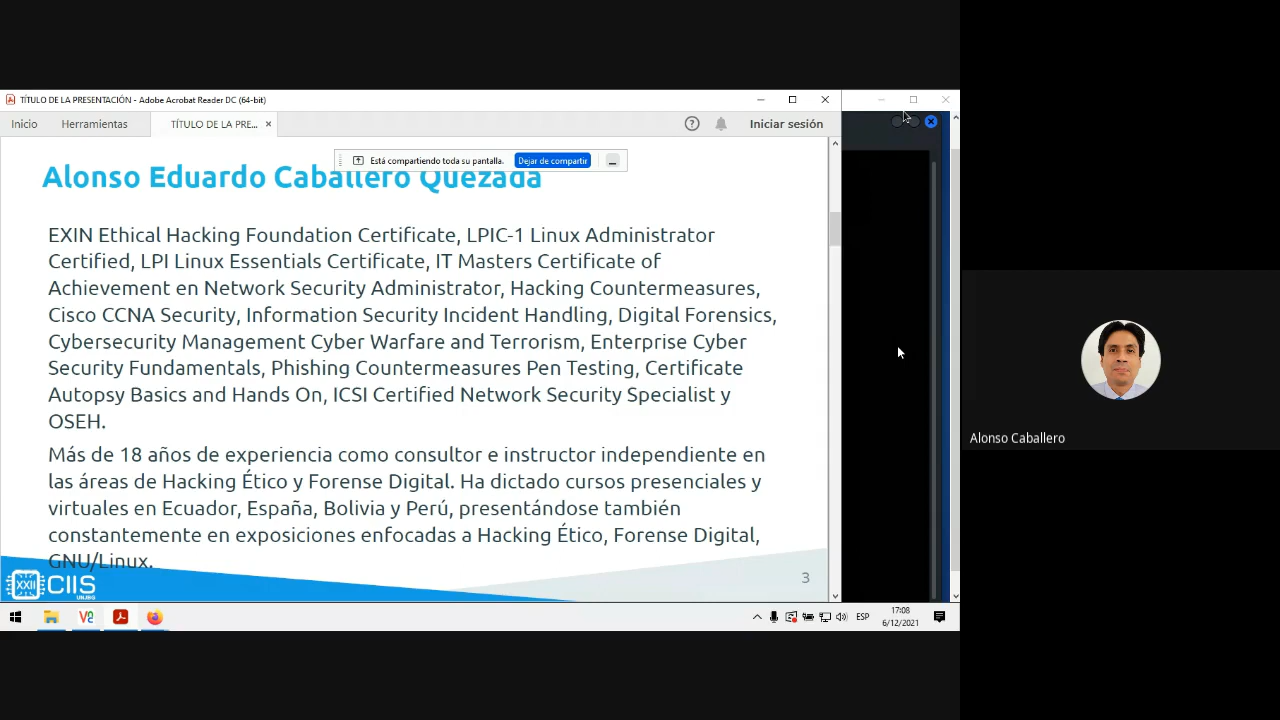 TÍTULO DE LA PRESENTACIÓN - Adobe Acrobat Reader DC (64-bit)
Inicio
Herramientas
TÍTULO DE LA PRE...
Iniciar sesión
Está compartiendo toda su pantalla.
Dejar de compartir
Alonso Eduardo Caballero Quezada
EXIN Ethical Hacking Foundation Certificate, LPIC-1 Linux Administrator
Certified, LPI Linux Essentials Certificate, IT Masters Certificate of
Achievement en Network Security Administrator, Hacking Countermeasures,
Cisco CCNA Security, Information Security Incident Handling, Digital Forensics,
Cybersecurity Management Cyber Warfare and Terrorism, Enterprise Cyber
Security Fundamentals, Phishing Countermeasures Pen Testing, Certificate
Autopsy Basics and Hands On, ICSI Certified Network Security Specialist y
OSEH.
Más de 18 años de experiencia como consultor e instructor independiente en
las áreas de Hacking Ético y Forense Digital. Ha dictado cursos presenciales y
virtuales en Ecuador, España, Bolivia y Perú, presentándose también
constantemente en exposiciones enfocadas a Hacking Ético, Forense Digital,
GNU/Linux.
XXII CIIS
UNJBG
3
ESP
17:08
6/12/2021
Alonso Caballero